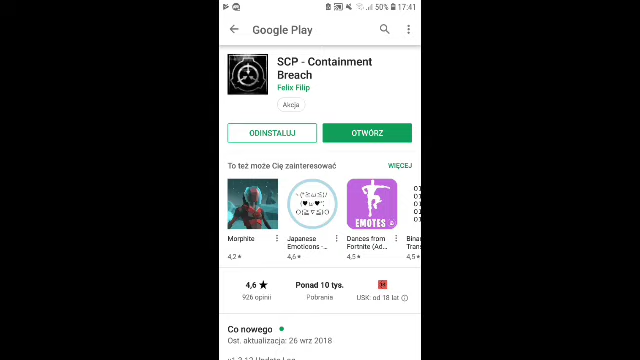 50% 17:41
Google Play
SCP - Containment
Breach
Felix Filip
Akcja
ODINSTALUJ
OTWÓRZ
To też może Cię zainteresować
WIĘCEJ
EMOTES
Morphite
Japanese
Emoticons -
Dances from
Fortnite (Ad...
Binar
Trans
4,2★
4,6★
4,5★
4,5★
4,6 ★
Ponad 10 tys.
926 opinii
Pobrania
USK: od 18 lat
Co nowego
Ost. aktualizacja: 26 wrz 2018